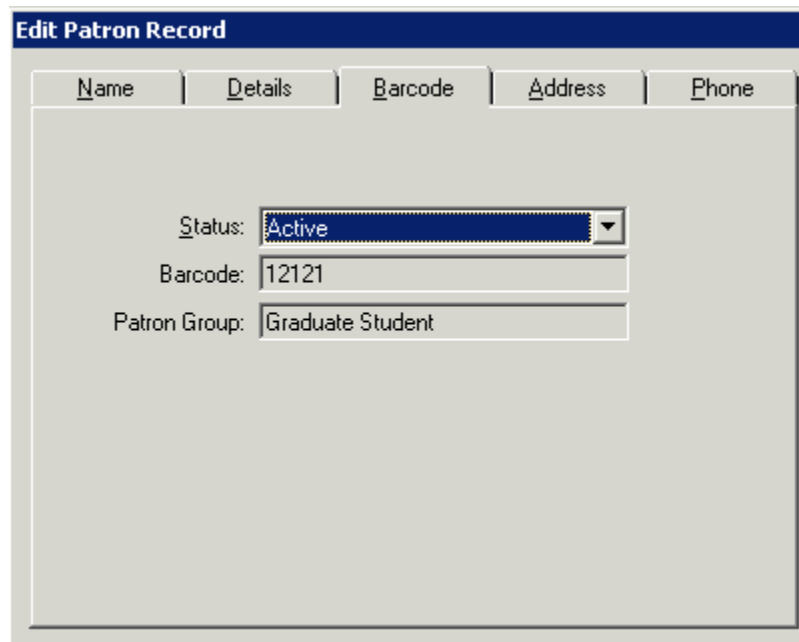 Edit Patron Record
Name Details Barcode Address Phone
Status: Active
Barcode: 12121
Patron Group: Graduate Student